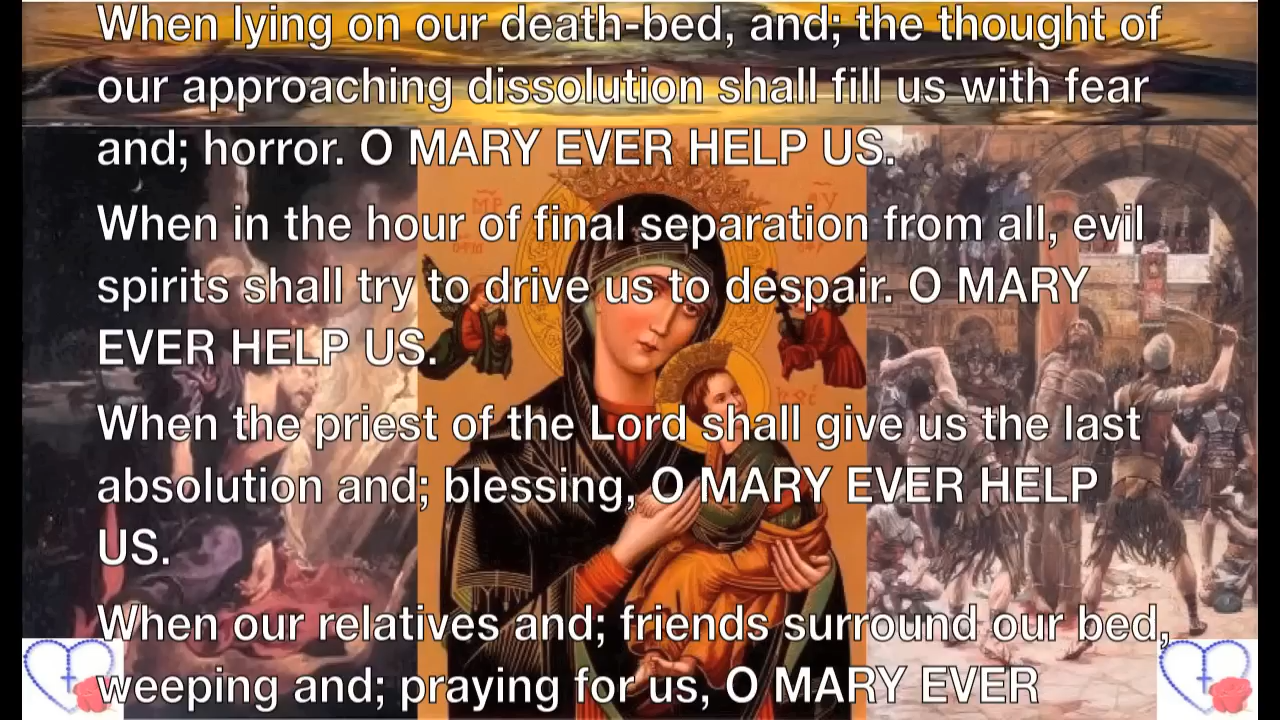 When lying on our death-bed, and; the thought of
our approaching dissolution shall fill us with fear
and; horror. O MARY EVER HELP US.
When in the hour of final separation from all, evil
spirits shall try to drive us to despair. O MARY
EVER HELP US.
When the priest of the Lord shall give us the last
absolution and; blessing, O MARY EVER HELP
US.
When our relatives and; friends surround our bed,
weeping and; praying for us, O MARY EVER